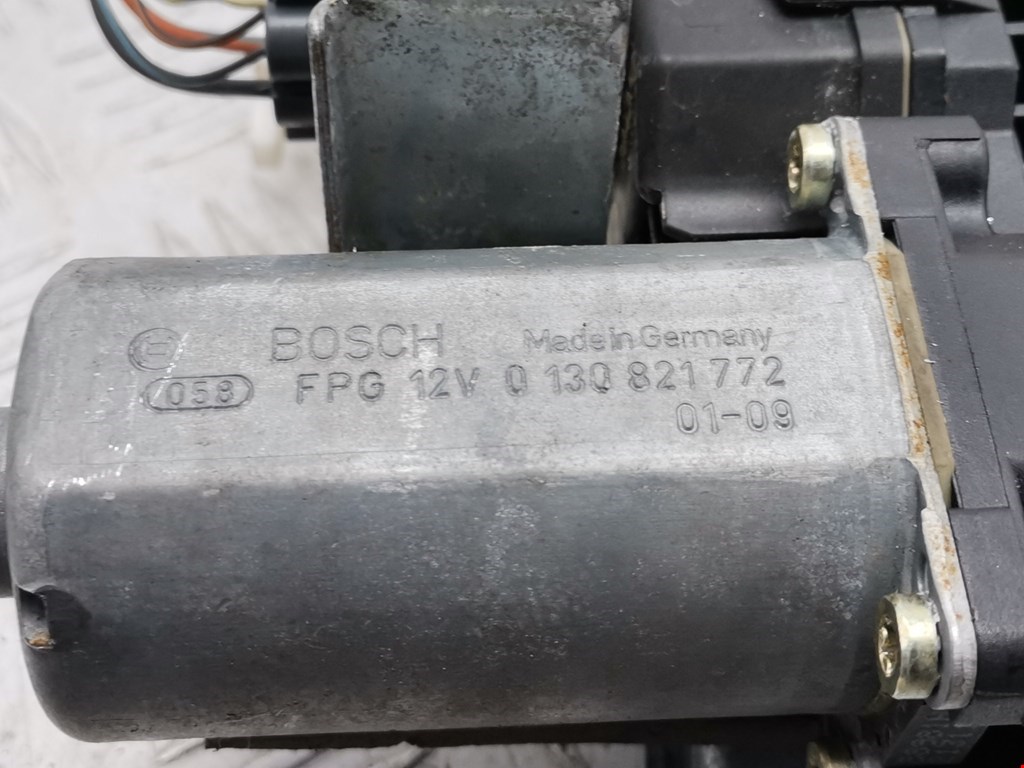 BOSCH Made in Germany
058 FPG 12V 0 130 821 772
01-09